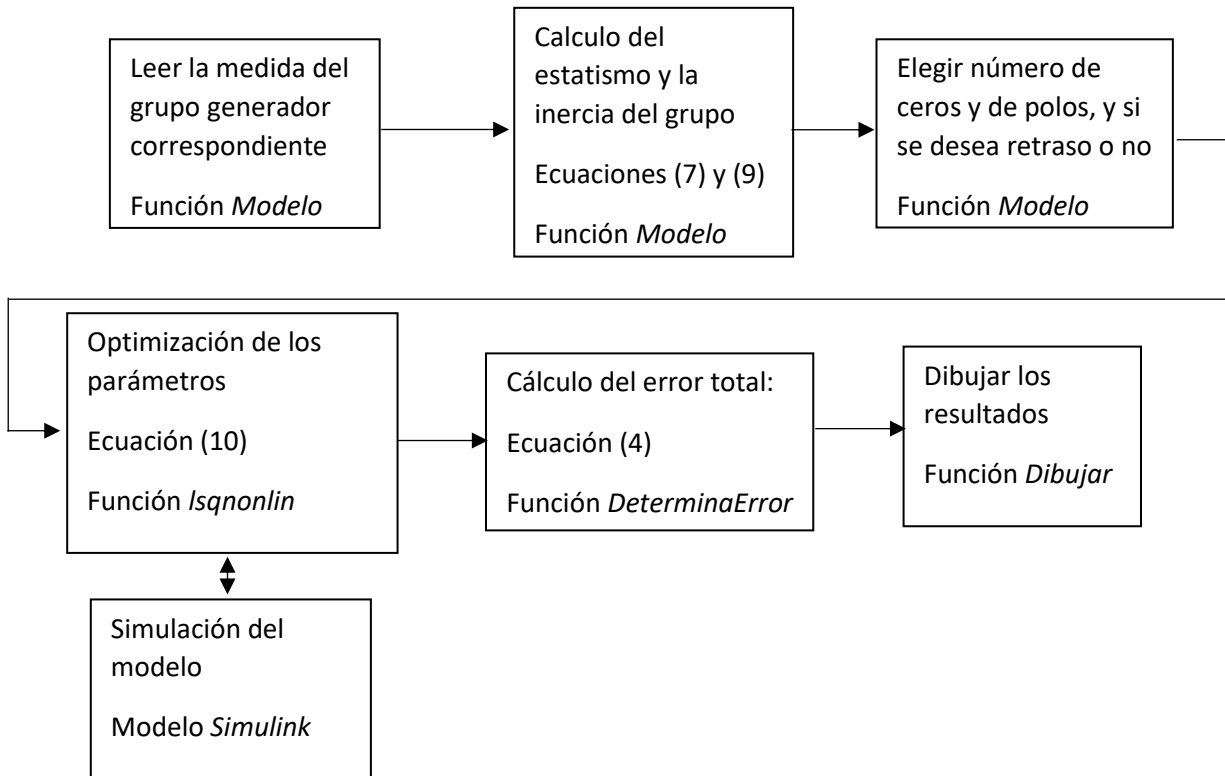 Leer la medida del
grupo generador
correspondiente
Función Modelo
Calculo del
estatismo y la
inercia del grupo
Ecuaciones (7) y (9)
Función Modelo
Elegir número de
ceros y de polos, y si
se desea retraso o no
Función Modelo
Optimización de los
parámetros
Ecuación (10)
Función lsqnonlin
Cálculo del error total:
Ecuación (4)
Función DeterminaError
Dibujar los
resultados
Función Dibujar
Simulación del
modelo
Modelo Simulink